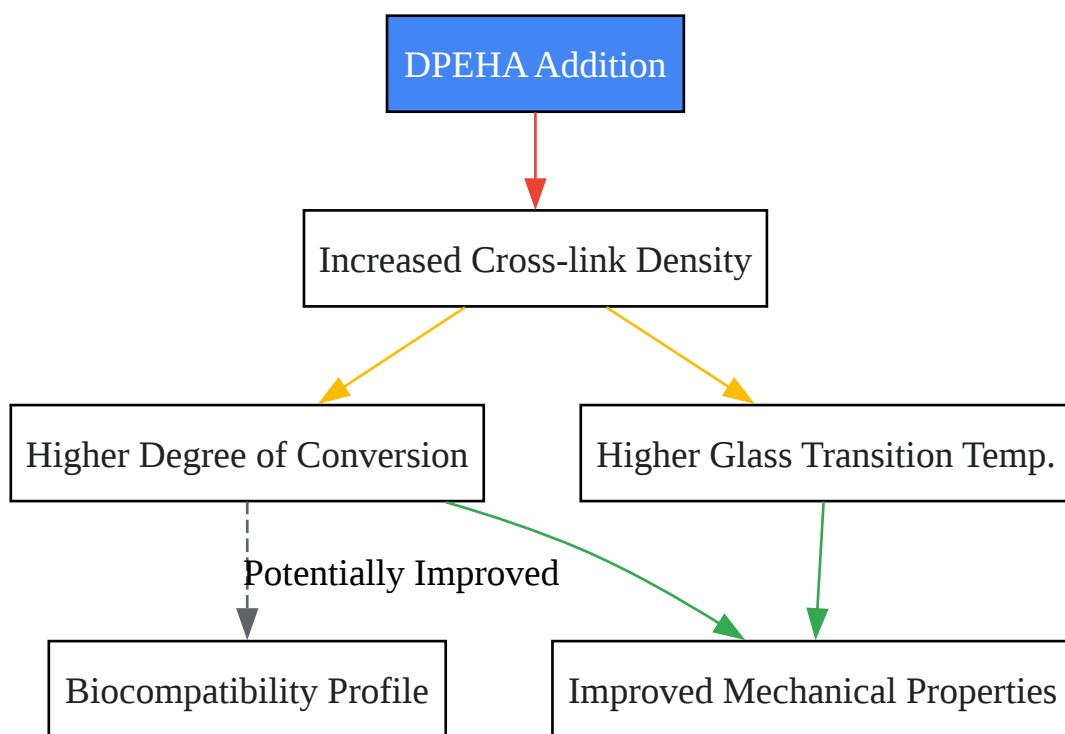 DPEHA Addition
Increased Cross-link Density
Higher Degree of Conversion
Higher Glass Transition Temp.
Potentially Improved
Biocompatibility Profile
Improved Mechanical Properties